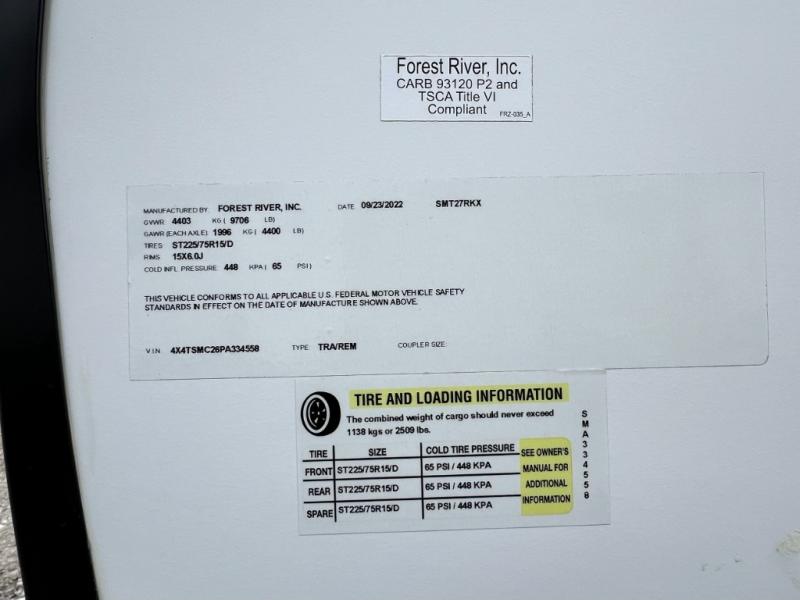 Forest River, Inc.
CARB 93120 P2 and
TSCA Title VI
Compliant FRZ-035_A
MANUFACTURED BY FOREST RIVER, INC. DATE 09/23/2022 SMT27RKX
GVWR 4403 KG ( 9706 LB)
GAWR (EACH AXLE) 1996 KG ( 4400 LB)
TIRES ST225/75R15/D
RIMS 15X6.0J
COLD INFL. PRESSURE 448 KPA ( 65 PSI)
THIS VEHICLE CONFORMS TO ALL APPLICABLE U.S. FEDERAL MOTOR VEHICLE SAFETY
STANDARDS IN EFFECT ON THE DATE OF MANUFACTURE SHOWN ABOVE.
V I N 4X4TSMC26PA334558 TYPE TRA/REM COUPLER SIZE:
TIRE AND LOADING INFORMATION
The combined weight of cargo should never exceed
1138 kgs or 2509 lbs.
TIRE SIZE COLD TIRE PRESSURE
FRONT ST225/75R15/D 65 PSI / 448 KPA
REAR ST225/75R15/D 65 PSI / 448 KPA
SPARE ST225/75R15/D 65 PSI / 448 KPA
SEE OWNER'S
MANUAL FOR
ADDITIONAL
INFORMATION
SMA334558